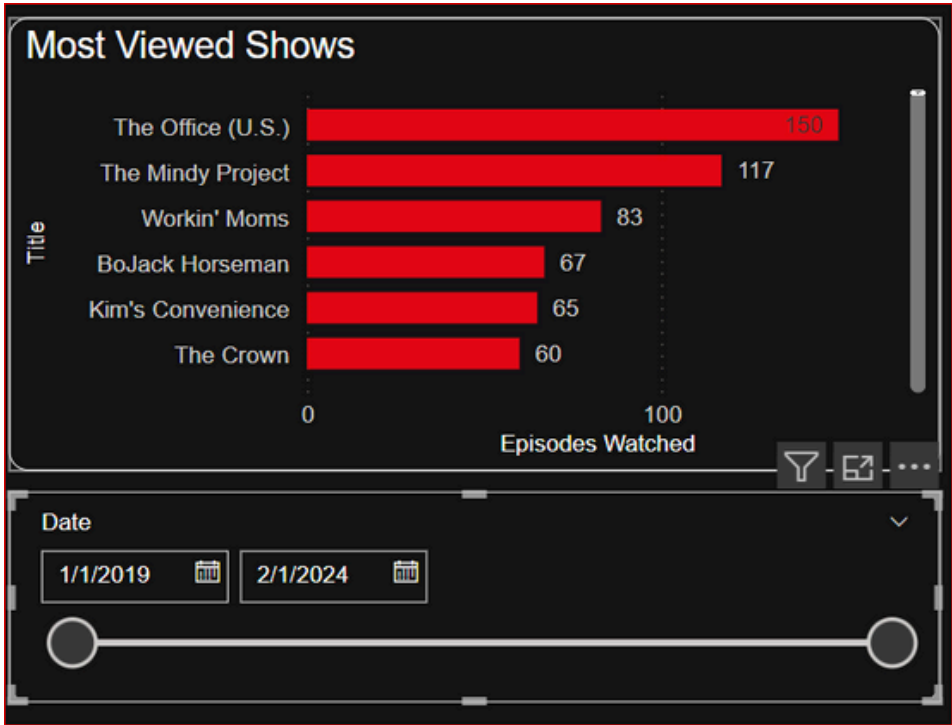 Most Viewed Shows
The Office (U.S.) 150
The Mindy Project 117
Workin' Moms 83
Title
BoJack Horseman 67
Kim's Convenience 65
The Crown 60
0 100
Episodes Watched
Date
1/1/2019 2/1/2024